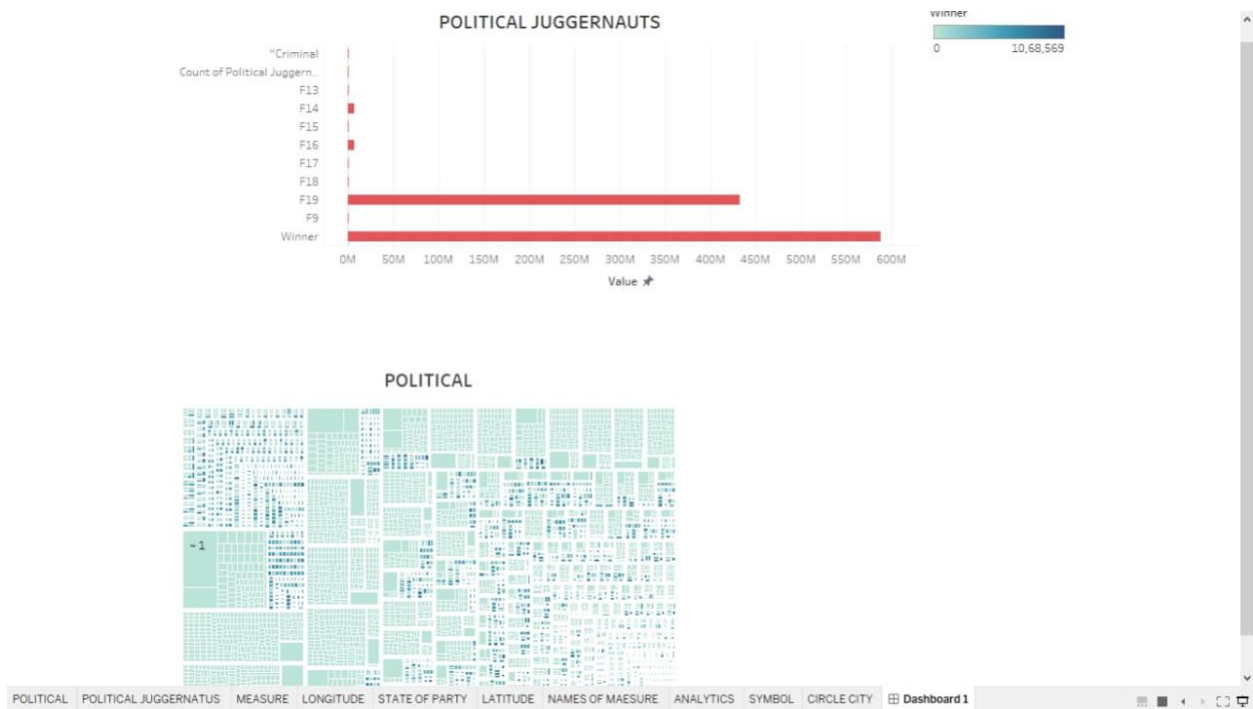 POLITICAL JUGGERNAUTS
Winner
0 10,68,569
"Criminal
Count of Political Juggern..
F13
F14
F15
F16
F17
F18
F19
F9
Winner
0M 50M 100M 150M 200M 250M 300M 350M 400M 450M 500M 550M 600M
Value
POLITICAL
~1
POLITICAL POLITICAL JUGGERNATUS MEASURE LONGITUDE STATE OF PARTY LATITUDE NAMES OF MAESURE ANALYTICS SYMBOL CIRCLE CITY Dashboard 1